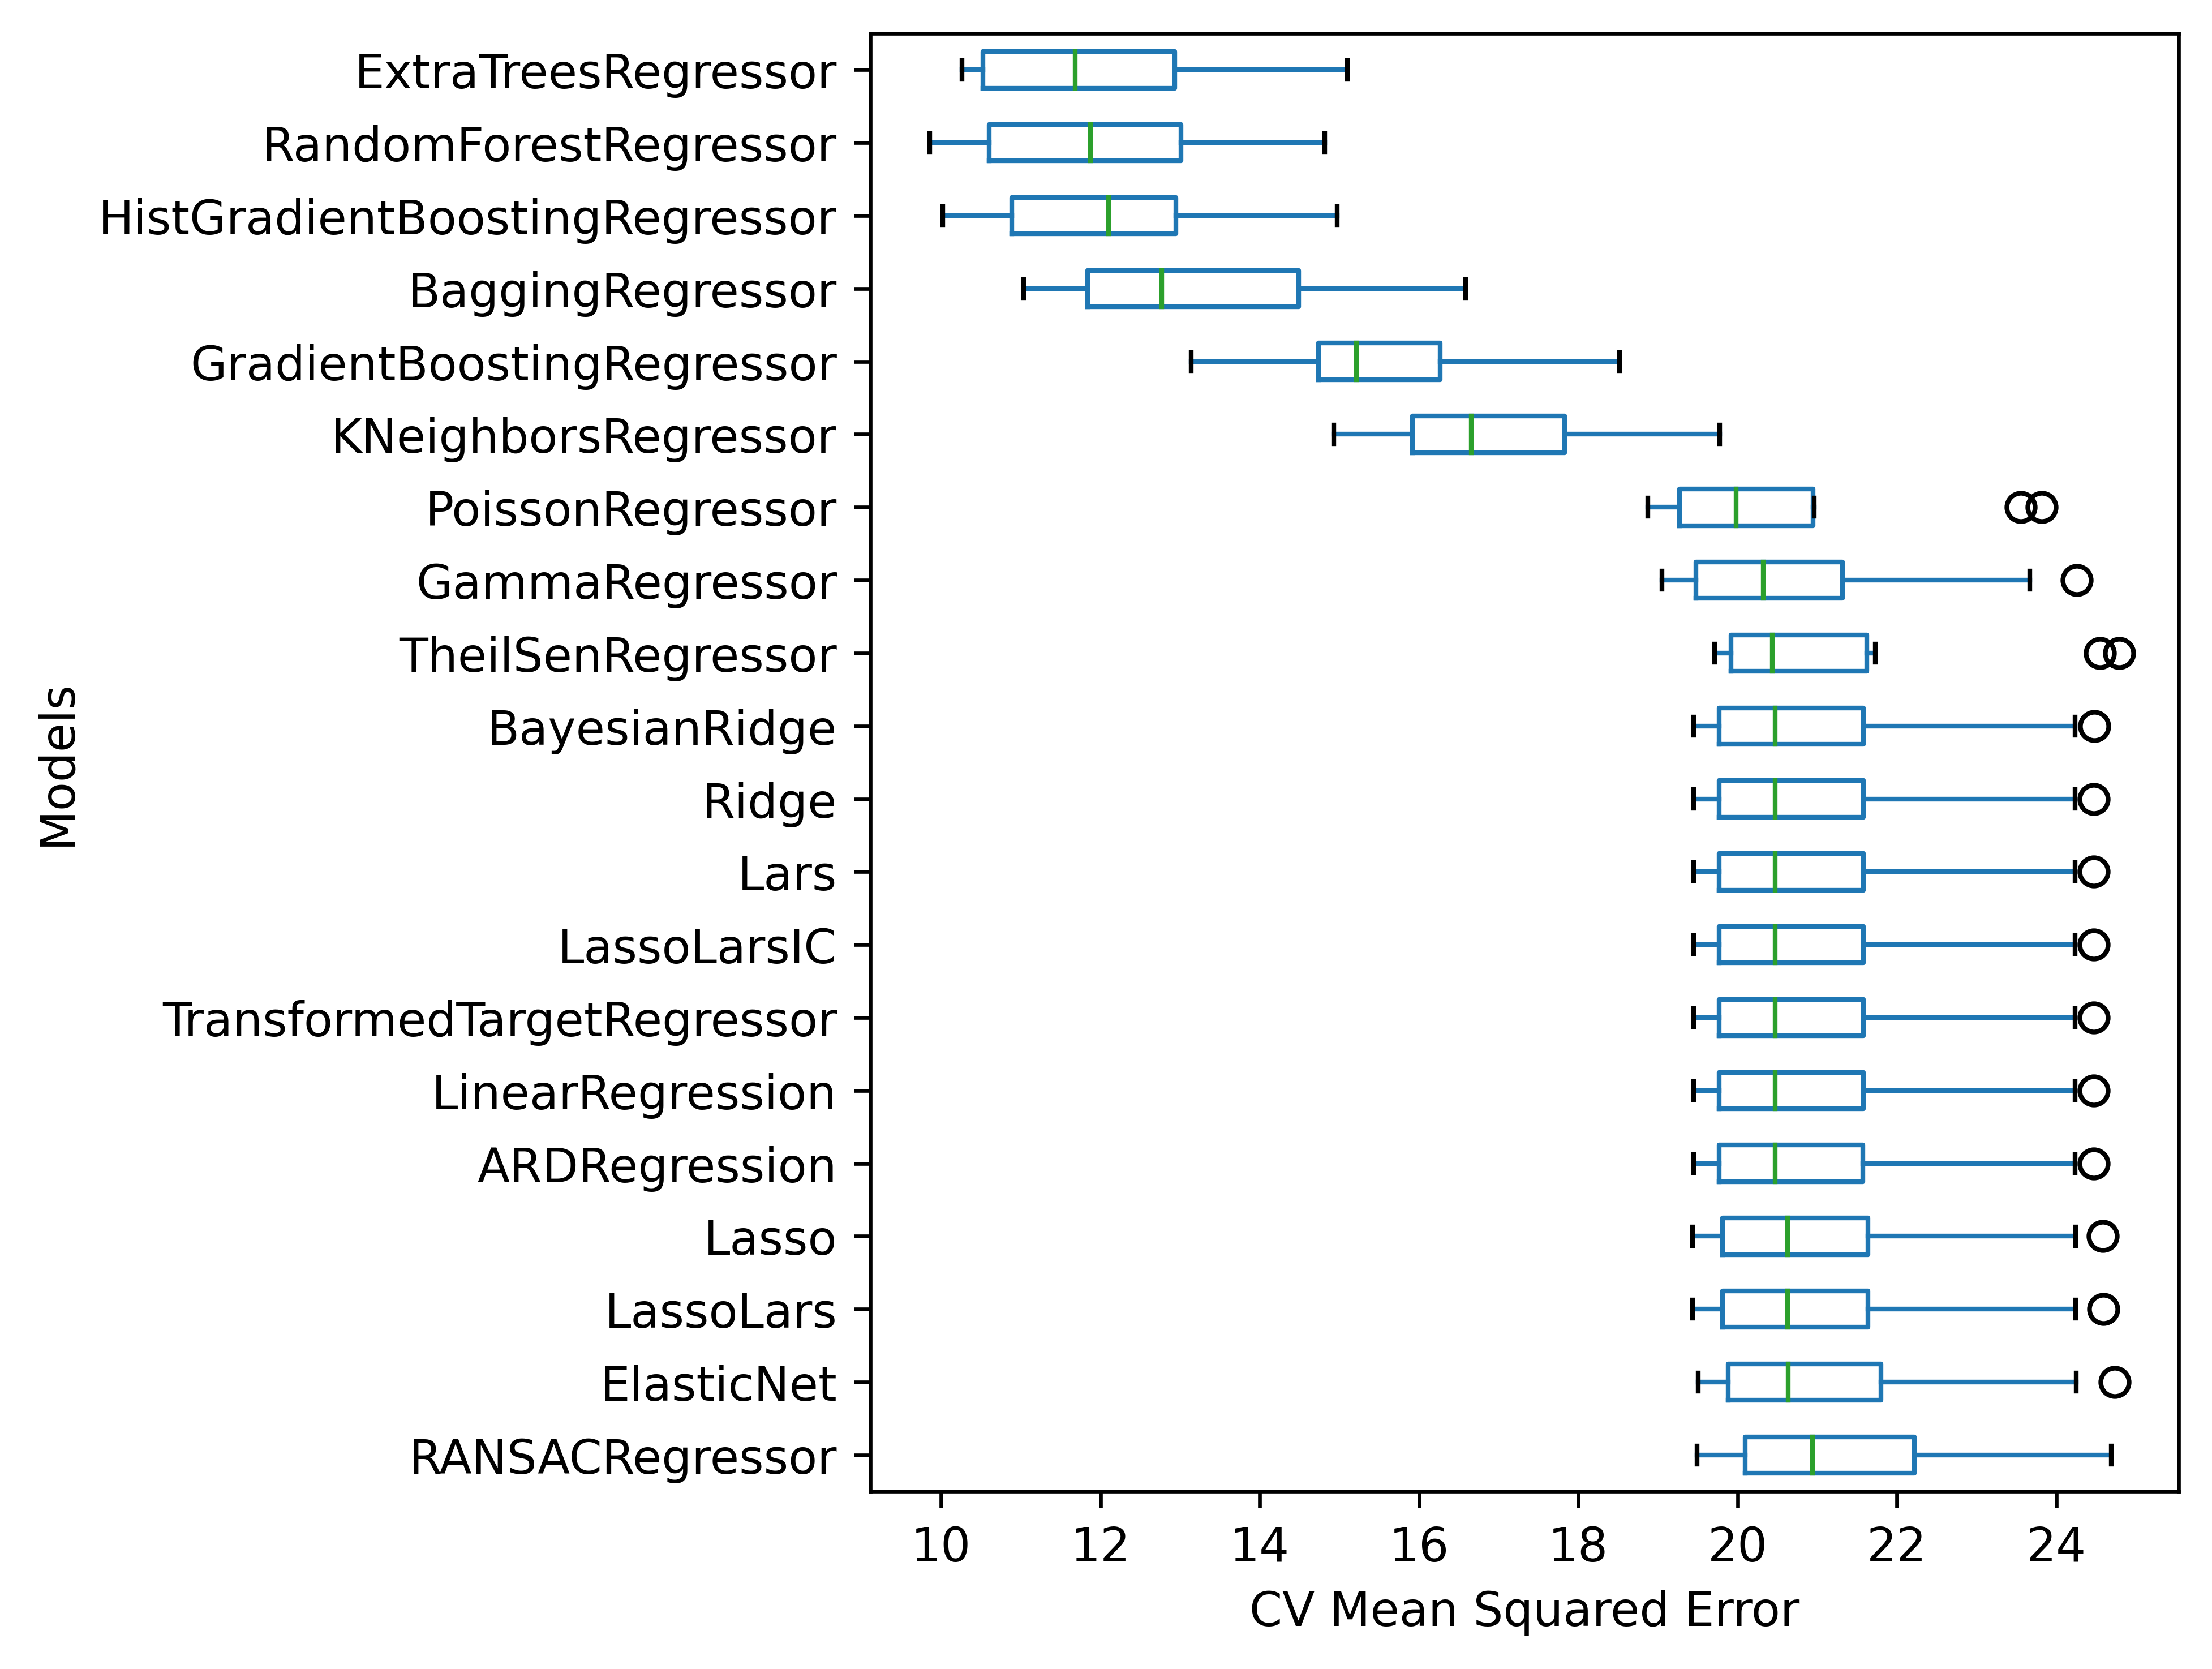 ExtraTreesRegressor
RandomForestRegressor
HistGradientBoostingRegressor
BaggingRegressor
GradientBoostingRegressor
KNeighborsRegressor
PoissonRegressor
GammaRegressor
TheilSenRegressor
BayesianRidge
Ridge
Lars
LassoLarsIC
TransformedTargetRegressor
LinearRegression
ARDRegression
Lasso
LassoLars
ElasticNet
RANSACRegressor
Models
10 12 14 16 18 20 22 24
CV Mean Squared Error